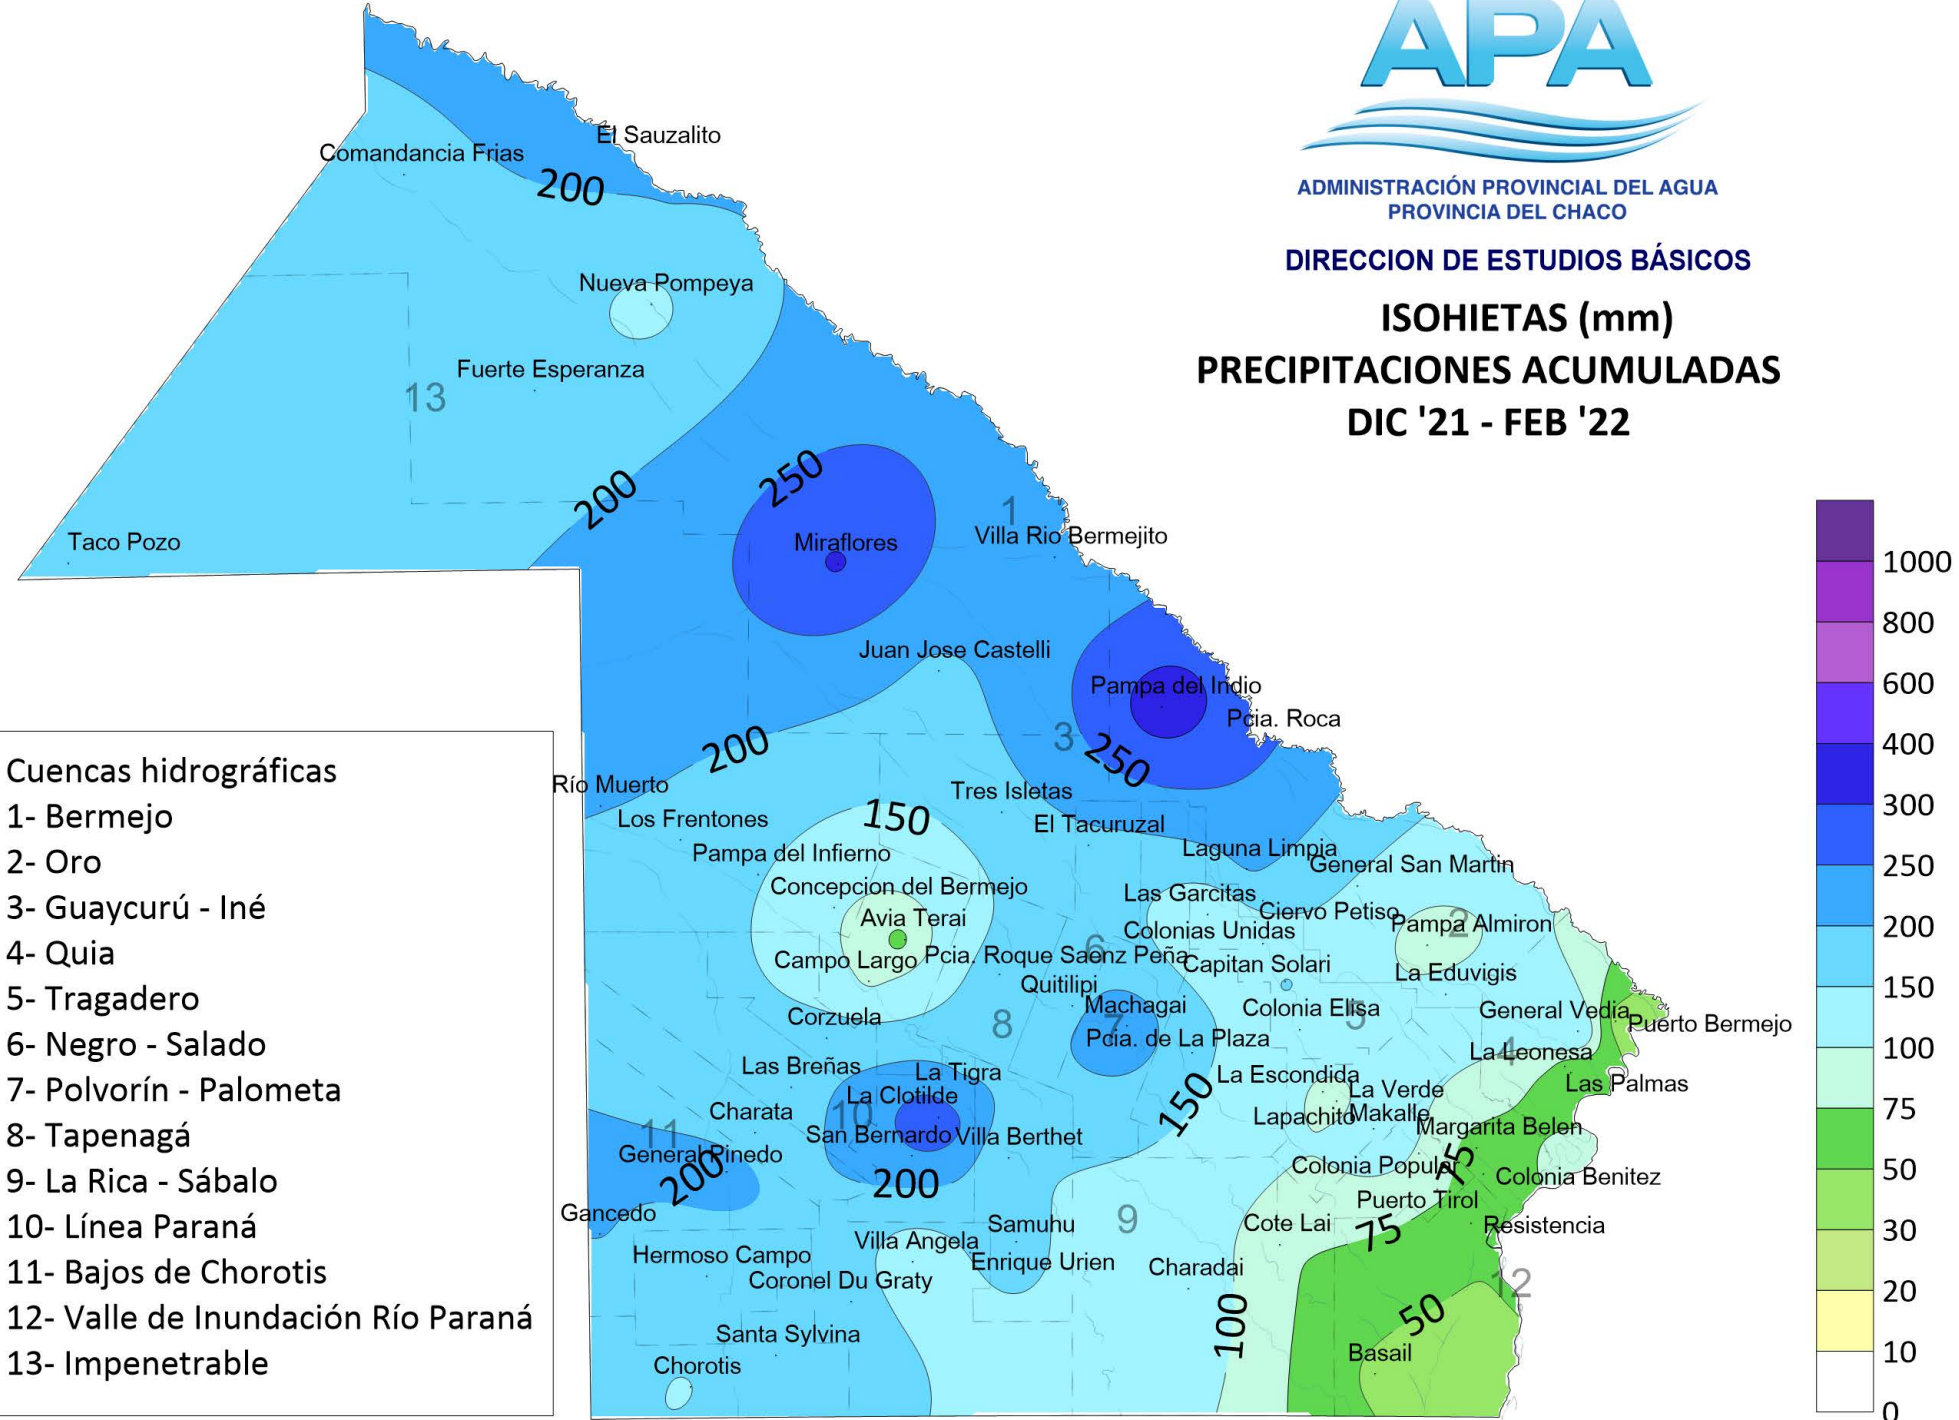 APA
ADMINISTRACIÓN PROVINCIAL DEL AGUA
PROVINCIA DEL CHACO
DIRECCION DE ESTUDIOS BÁSICOS
ISOHIETAS (mm)
PRECIPITACIONES ACUMULADAS
DIC '21 - FEB '22
El Sauzalito
Comandancia Frias
200
Nueva Pompeya
Fuerte Esperanza
13
250
200
1
Villa Rio Bermejito
Taco Pozo
Miraflores
Juan Jose Castelli
Pampa del Indio
Pcia. Roca
3
200
250
Río Muerto
Tres Isletas
Los Frentones
150
El Tacuruzal
Pampa del Infierno
Laguna Limpia
General San Martin
Concepcion del Bermejo
Las Garcitas
Ciervo Petiso
Avia Terai
Pampa Almiron
2
Colonias Unidas
6
Campo Largo
Pcia. Roque Saenz Peña
Capitan Solari
La Eduvigis
Quitilipi
Machagai
Colonia Elisa
5
General Vedia
Puerto Bermejo
Corzuela
8
7
Pcia. de La Plaza
La Leonesa
4
Las Breñas
La Tigra
La Escondida
La Verde
Las Palmas
La Clotilde
150
Charata
10
Lapachito
Makalle
Margarita Belen
11
San Bernardo
Villa Berthet
General Pinedo
200
Colonia Popular
75
Colonia Benitez
200
Puerto Tirol
Gancedo
Samuhu
9
Cote Lai
75
Resistencia
Villa Angela
Hermoso Campo
Enrique Urien
Charadai
Coronel Du Graty
12
100
50
Santa Sylvina
Basail
Chorotis
Cuencas hidrográficas
1- Bermejo
2- Oro
3- Guaycurú - Iné
4- Quia
5- Tragadero
6- Negro - Salado
7- Polvorín - Palometa
8- Tapenagá
9- La Rica - Sábalo
10- Línea Paraná
11- Bajos de Chorotis
12- Valle de Inundación Río Paraná
13- Impenetrable
1000
800
600
400
300
250
200
150
100
75
50
30
20
10
0